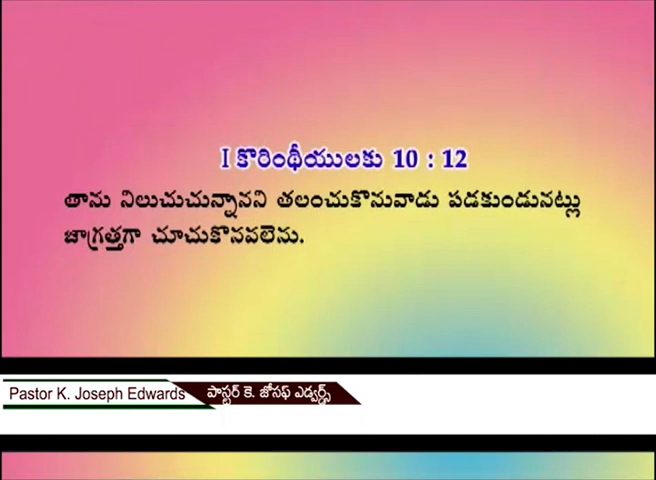 I కొరింథీయులకు 10 : 12
తాను నిలుచుచున్నానని తలంచుకొనువాడు పడకుండునట్లు
జాగ్రత్తగా చూచుకొనవలెను.
Pastor K. Joseph Edwards పాస్టర్ కె. జోసఫ్ ఎడ్వర్డ్స్